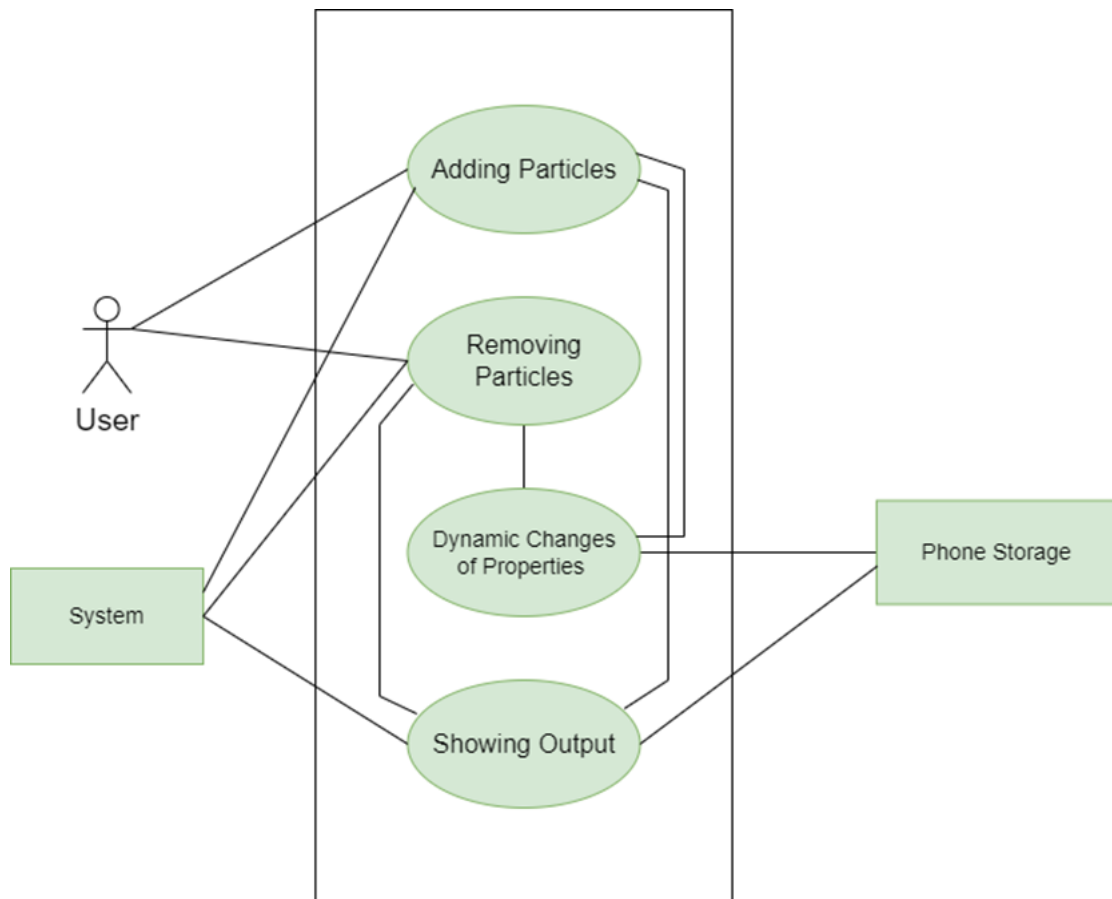 Adding Particles
Removing
Particles
User
Dynamic Changes
of Properties
Phone Storage
System
Showing Output